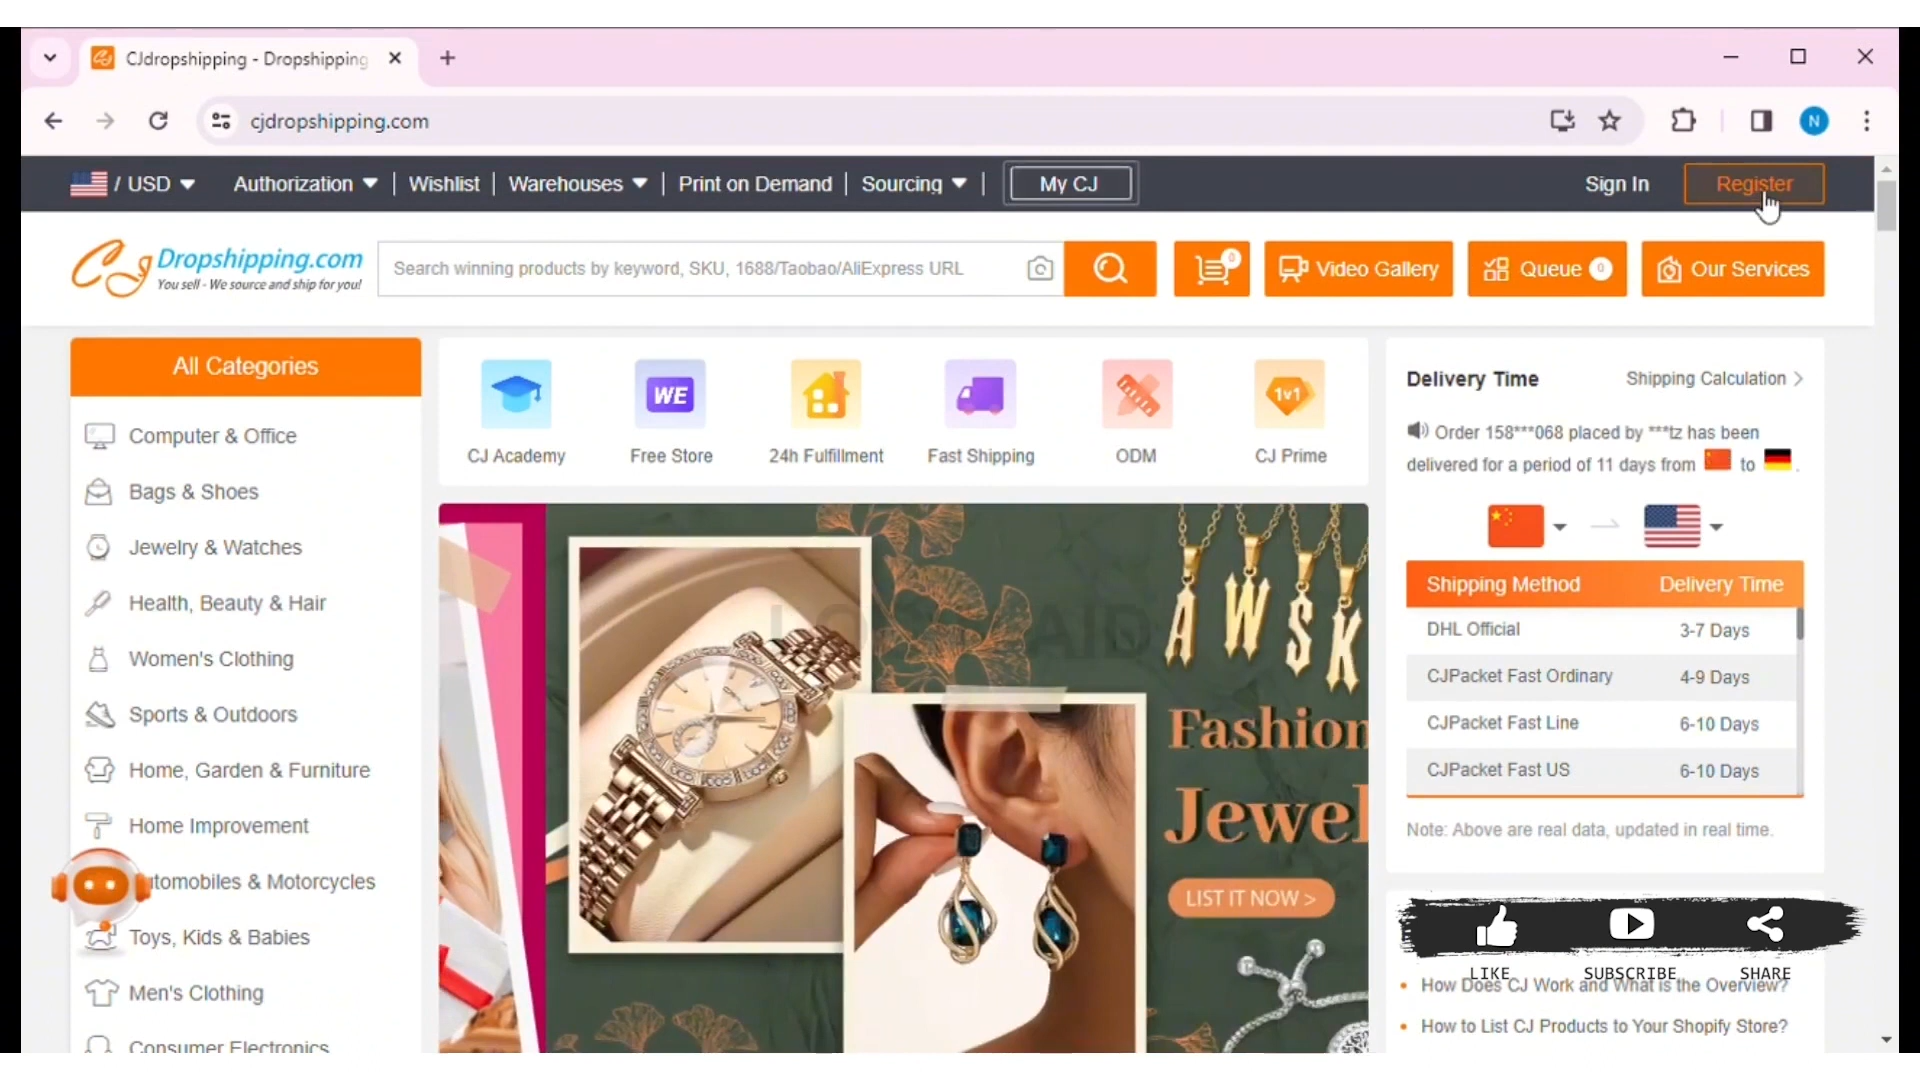 CJdropshipping - Dropshipping
cjdropshipping.com
N
/ USD
Authorization
Wishlist
Warehouses
Print on Demand
Sourcing
My CJ
Sign In
Register
CJ Dropshipping.com
You sell - We source and ship for you!
Search winning products by keyword, SKU, 1688/Taobao/AliExpress URL
0
Video Gallery
Queue 0
Our Services
All Categories
Computer & Office
Bags & Shoes
Jewelry & Watches
Health, Beauty & Hair
Women's Clothing
Sports & Outdoors
Home, Garden & Furniture
Home Improvement
tomobiles & Motorcycles
Toys, Kids & Babies
Men's Clothing
Consumer Electronics
WE
1v1
CJ Academy
Free Store
24h Fulfillment
Fast Shipping
ODM
CJ Prime
A W S K
Fashion
Jewel
LIST IT NOW >
Delivery Time
Shipping Calculation >
Order 158***068 placed by ***tz has been
delivered for a period of 11 days from to .
Shipping Method Delivery Time
DHL Official 3-7 Days
CJPacket Fast Ordinary 4-9 Days
CJPacket Fast Line 6-10 Days
CJPacket Fast US 6-10 Days
Note: Above are real data, updated in real time.
LIKE SUBSCRIBE SHARE
How Does CJ Work and What is the Overview?
How to List CJ Products to Your Shopify Store?